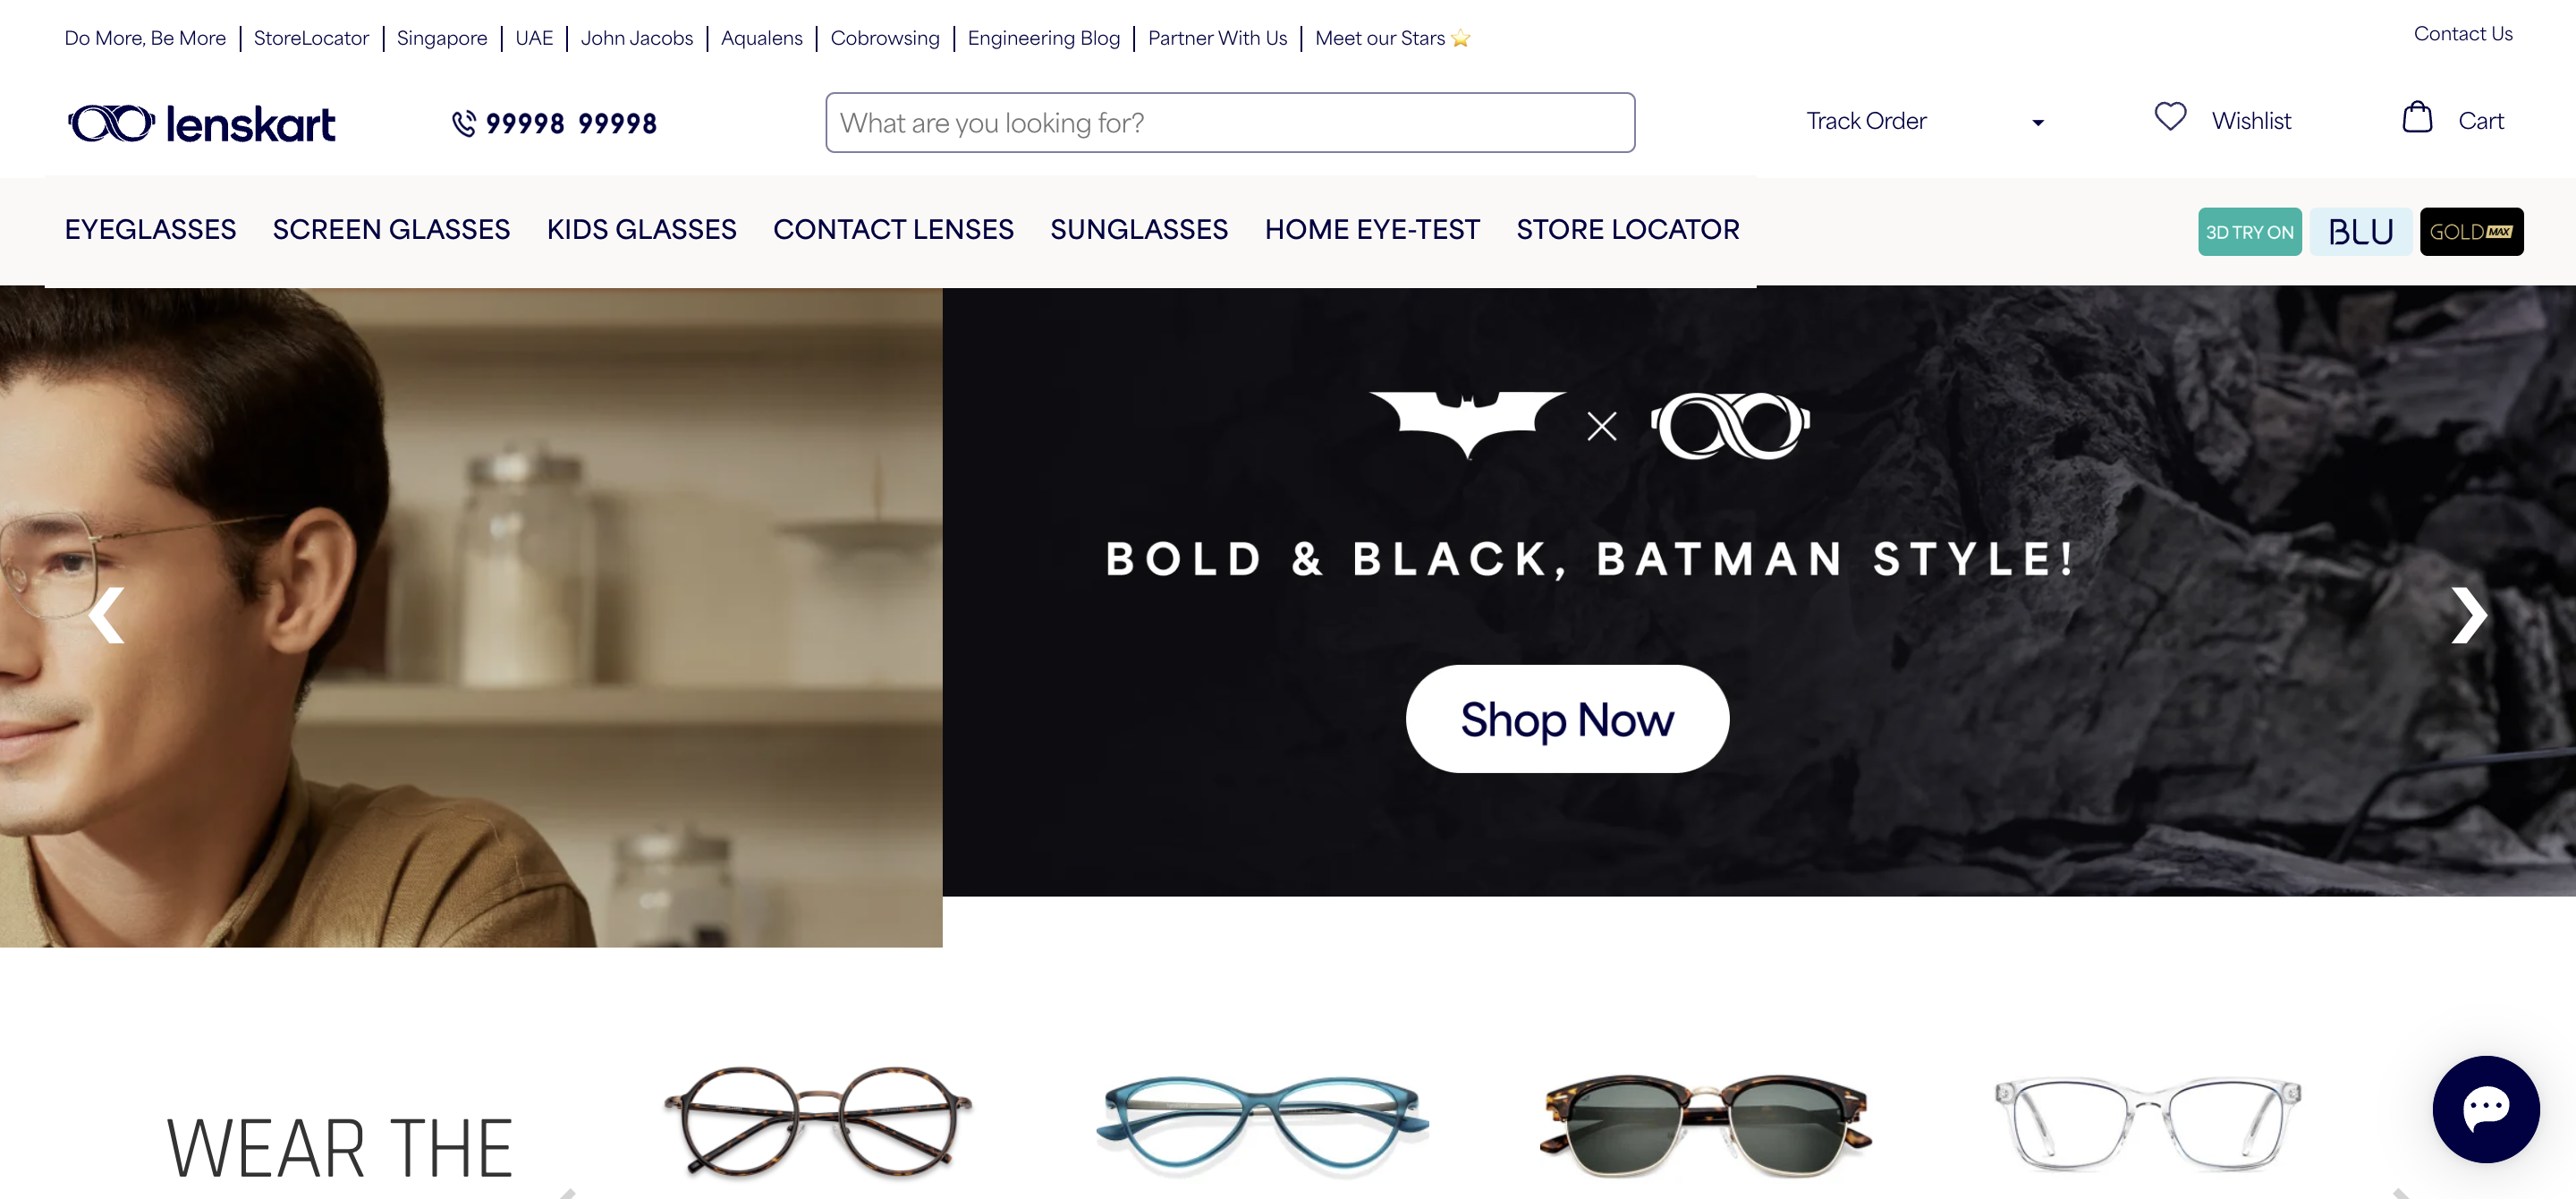 Do More, Be More | StoreLocator | Singapore | UAE | John Jacobs | Aqualens | Cobrowsing | Engineering Blog | Partner With Us | Meet our Stars ⭐ Contact Us
lenskart 99998 99998 What are you looking for? Track Order Wishlist Cart
EYEGLASSES SCREEN GLASSES KIDS GLASSES CONTACT LENSES SUNGLASSES HOME EYE-TEST STORE LOCATOR 3D TRY ON BLU GOLD MAX
BOLD & BLACK, BATMAN STYLE!
Shop Now
WEAR THE